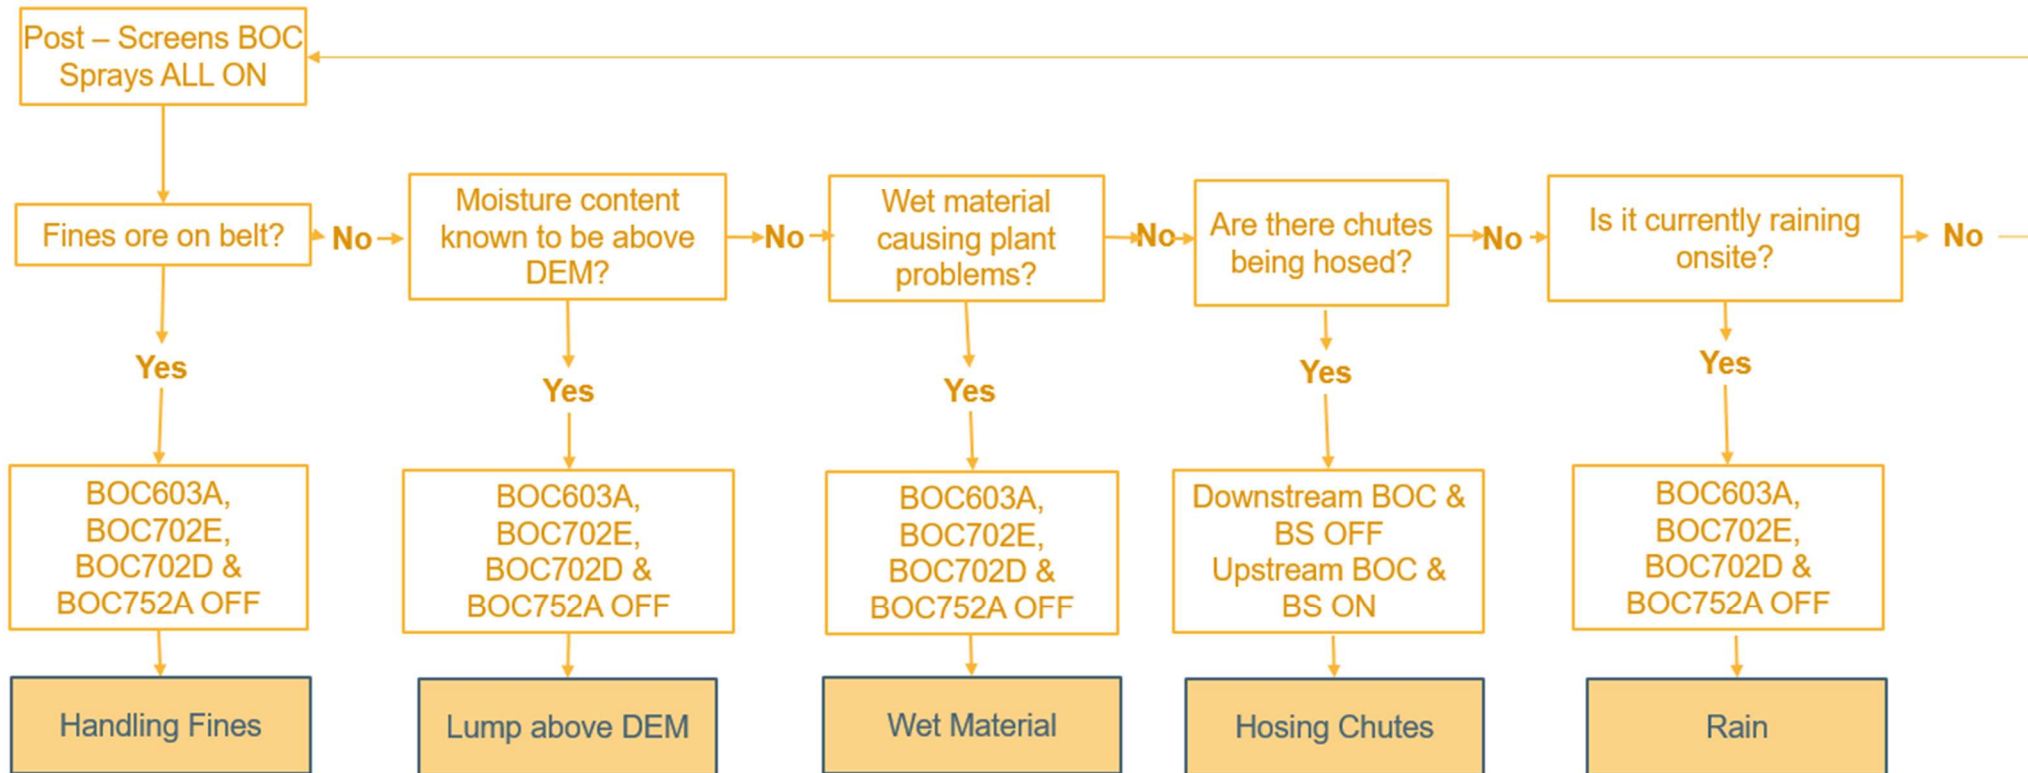 Post – Screens BOC
Sprays ALL ON
Fines ore on belt?
No
Moisture content
known to be above
DEM?
No
Wet material
causing plant
problems?
No
Are there chutes
being hosed?
No
Is it currently raining
onsite?
No
Yes
Yes
Yes
Yes
Yes
BOC603A,
BOC702E,
BOC702D &
BOC752A OFF
BOC603A,
BOC702E,
BOC702D &
BOC752A OFF
BOC603A,
BOC702E,
BOC702D &
BOC752A OFF
Downstream BOC &
BS OFF
Upstream BOC &
BS ON
BOC603A,
BOC702E,
BOC702D &
BOC752A OFF
Handling Fines
Lump above DEM
Wet Material
Hosing Chutes
Rain